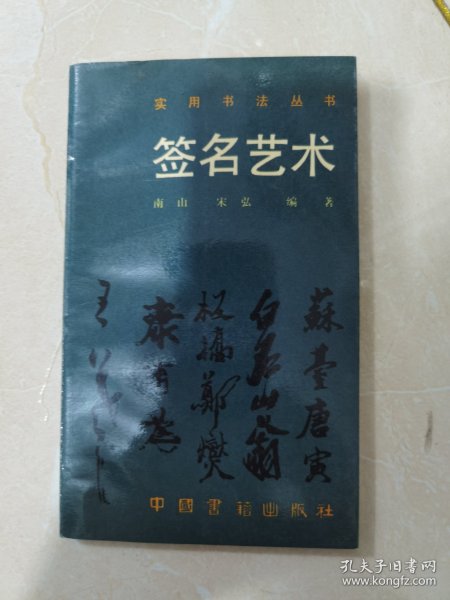 实用书法丛书
签名艺术
南山 宋弘 编著
蘇臺唐寅
白石山翁
板橋鄭燮
康有為
中國書籍出版社
孔夫子旧书网
www.kongfz.com